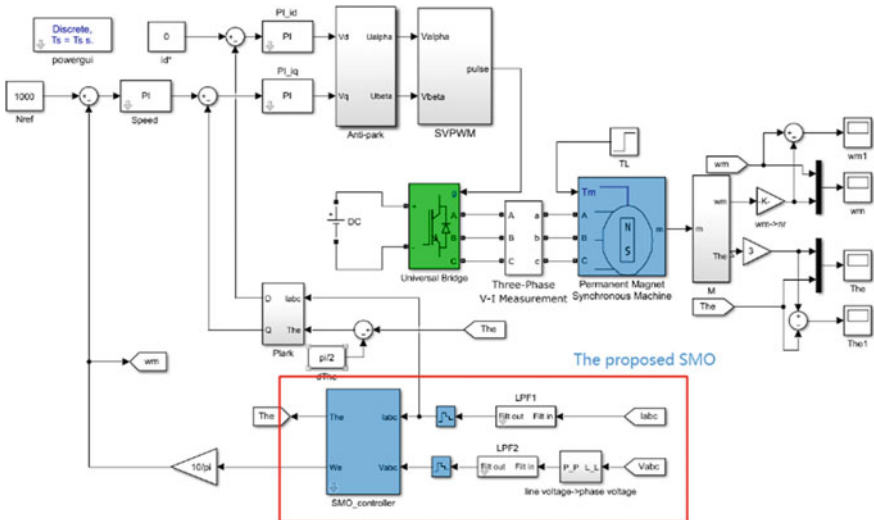 Discrete,
Ts = Ts s.
powergui
0
id*
PI_id
PI
Vd
Ualpha
Valpha
pulse
1000
Nref
PI
Speed
PI_iq
PI
Vq
Ubeta
Vbeta
Anti-park
SVPWM
TL
DC
g
A
B
C
Universal Bridge
A
B
C
a
b
c
Three-Phase
V-I Measurement
Tm
A
B
C
N
S
m
Permanent Magnet
Synchronous Machine
m
wm
The
M
wm
-K-
wm->nr
3
The
wm1
wm
The
The1
D
Q
Iabc
The
Plark
pi/2
dThe
The
wm
The proposed SMO
The
The
We
Iabc
Vabc
SMO_controller
LPF1
Filt out
Filt in
Iabc
LPF2
Filt out
Filt in
P_P
L_L
Vabc
line voltage->phase voltage
10/pi